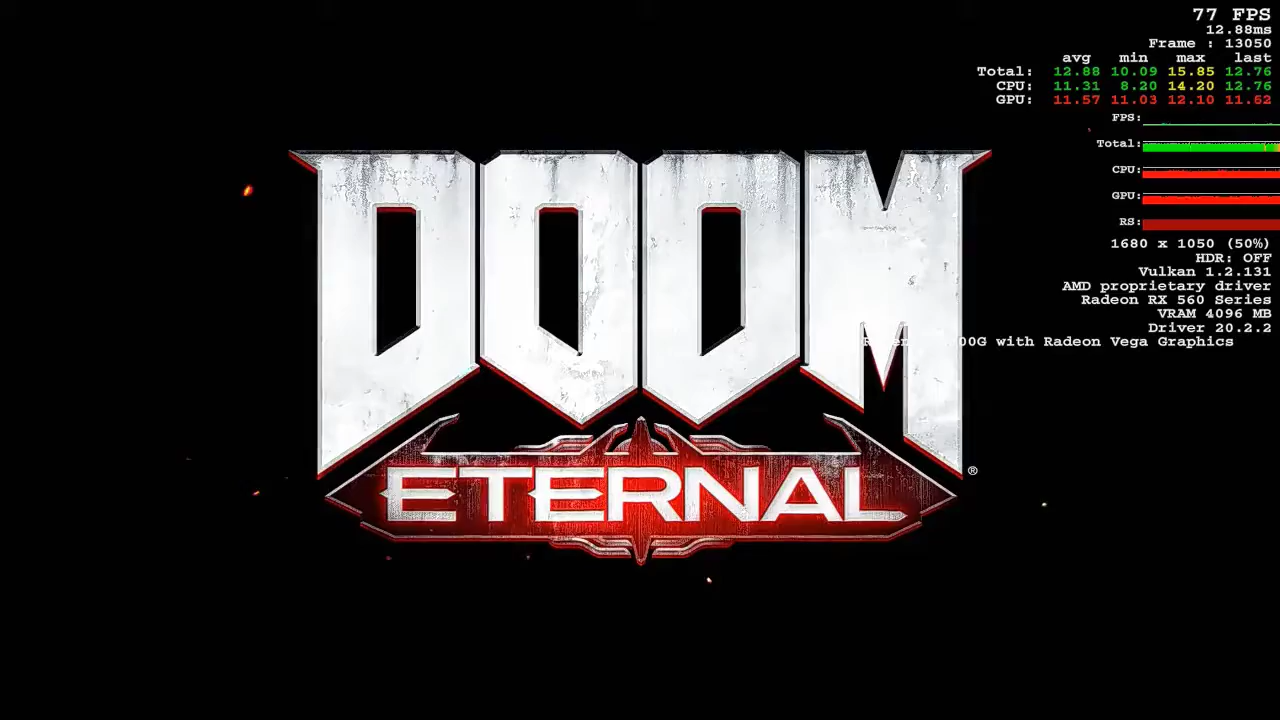 77 FPS
12.88ms
Frame : 13050
avg min max last
Total: 12.88 10.09 15.85 12.76
CPU: 11.31 8.20 14.20 12.76
GPU: 11.57 11.03 12.10 11.62
FPS:
Total:
CPU:
GPU:
RS:
1680 x 1050 (50%)
HDR: OFF
Vulkan 1.2.131
AMD proprietary driver
Radeon RX 560 Series
VRAM 4096 MB
Driver 20.2.2
with Radeon Vega Graphics
DOOM
ETERNAL®